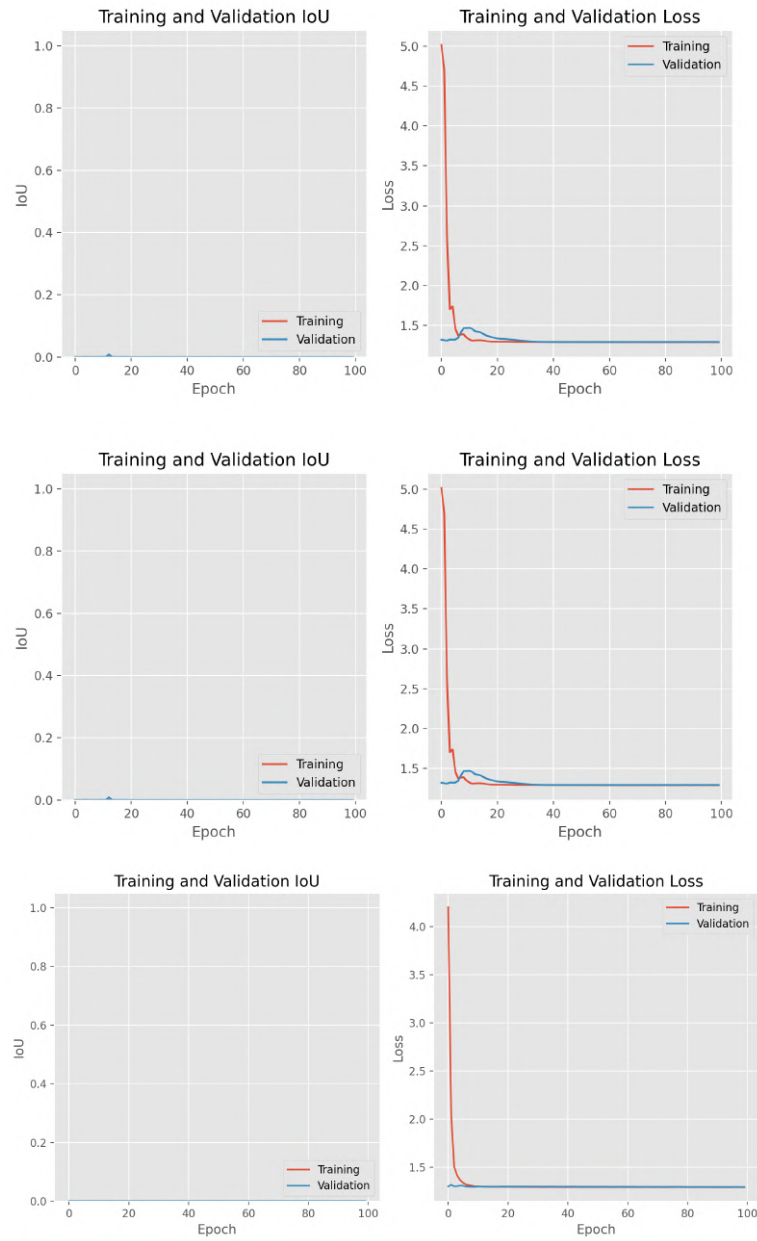 Training and Validation IoU
1.0
0.8
0.6
0.4
0.2
0.0
IoU
Training
Validation
0 20 40 60 80 100
Epoch
Training and Validation Loss
5.0
4.5
4.0
3.5
3.0
2.5
2.0
1.5
Loss
Training
Validation
0 20 40 60 80 100
Epoch
Training and Validation IoU
1.0
0.8
0.6
0.4
0.2
0.0
IoU
Training
Validation
0 20 40 60 80 100
Epoch
Training and Validation Loss
5.0
4.5
4.0
3.5
3.0
2.5
2.0
1.5
Loss
Training
Validation
0 20 40 60 80 100
Epoch
Training and Validation IoU
1.0
0.8
0.6
0.4
0.2
0.0
IoU
Training
Validation
0 20 40 60 80 100
Epoch
Training and Validation Loss
4.0
3.5
3.0
2.5
2.0
1.5
Loss
Training
Validation
0 20 40 60 80 100
Epoch